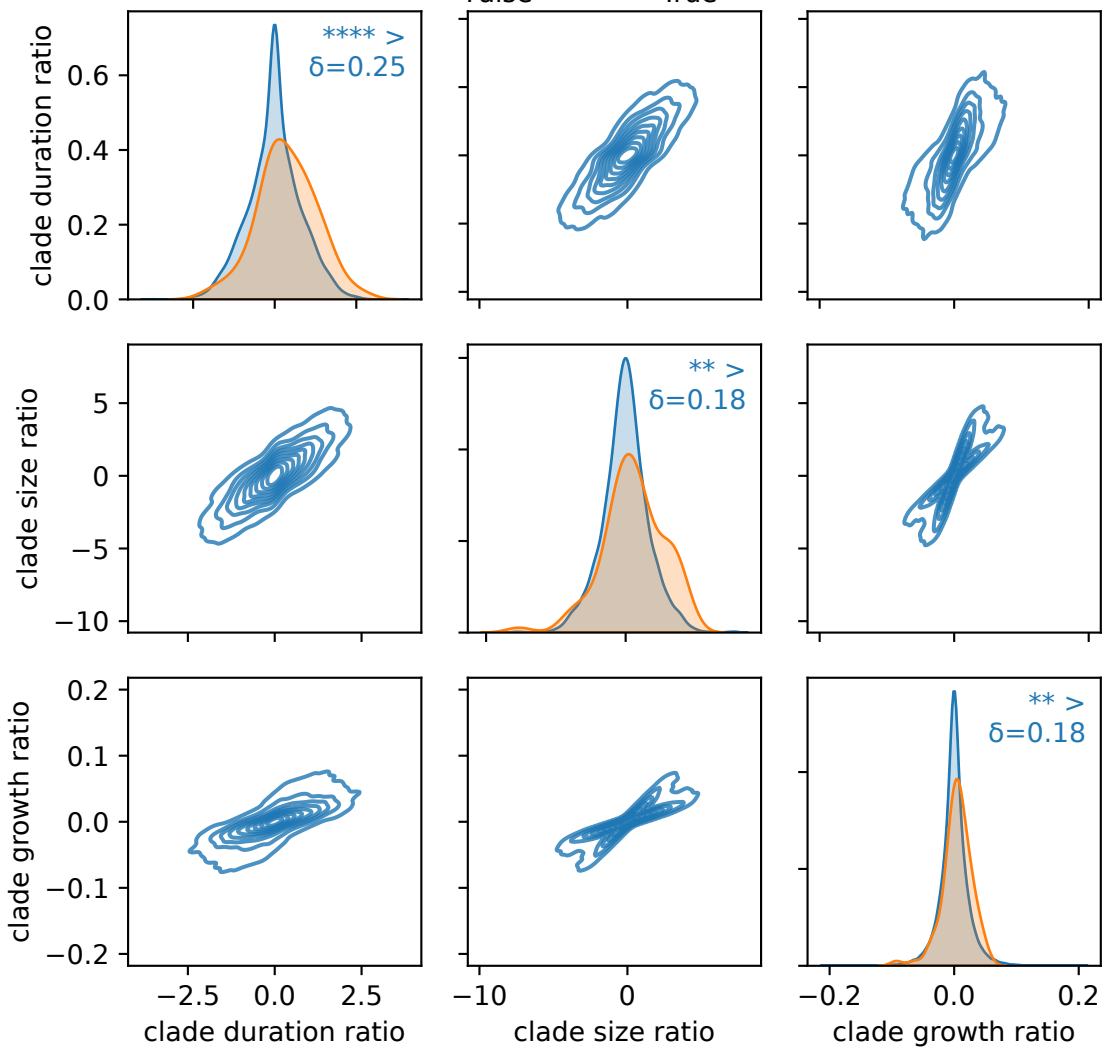 clade duration ratio
0.6
0.4
0.2
0.0
**** >
δ=0.25
clade size ratio
5
0
−5
−10
** >
δ=0.18
clade growth ratio
0.2
0.1
0.0
−0.1
−0.2
** >
δ=0.18
−2.5 0.0 2.5
−10 0
−0.2 0.0 0.2
clade duration ratio
clade size ratio
clade growth ratio